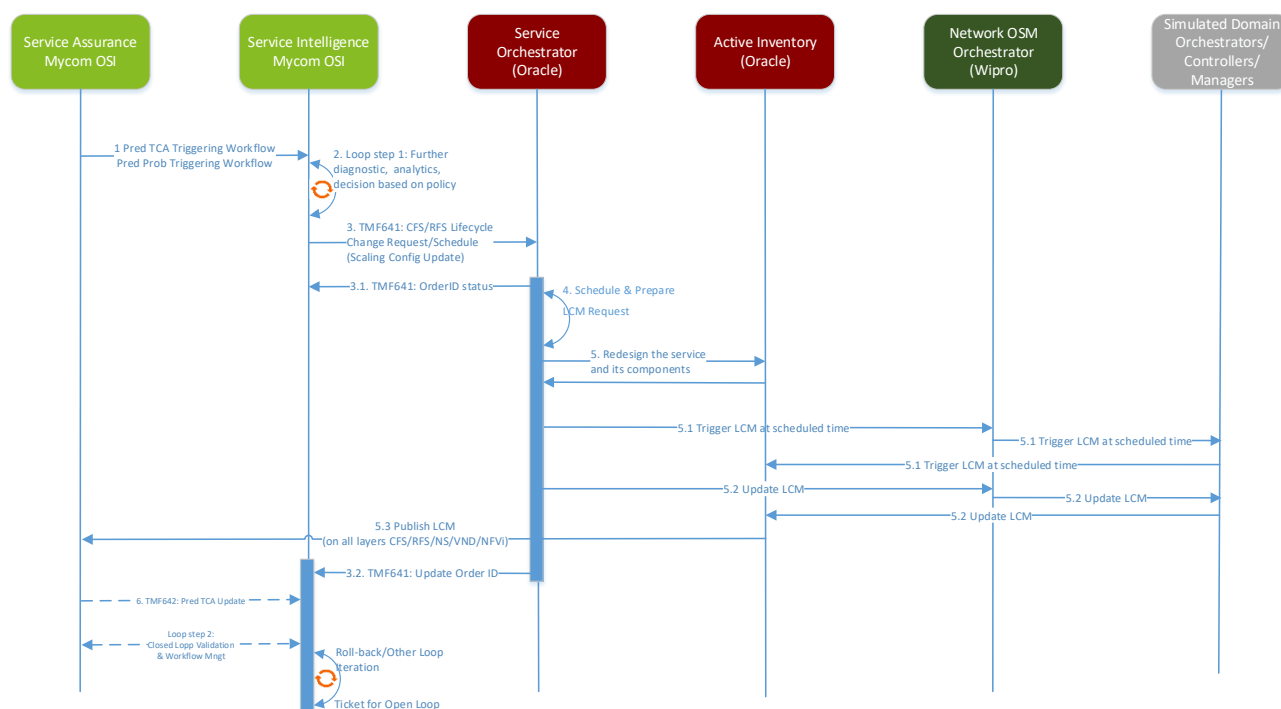 Service Assurance
Mycom OSI
Service Intelligence
Mycom OSI
Service
Orchestrator
(Oracle)
Active Inventory
(Oracle)
Network OSM
Orchestrator
(Wipro)
Simulated Domain
Orchestrators/
Controllers/
Managers
1 Pred TCA Triggering Workflow
Pred Prob Triggering Workflow
2. Loop step 1: Further
diagnostic, analytics,
decision based on policy
3. TMF641: CFS/RFS Lifecycle
Change Request/Schedule
(Scaling Config Update)
3.1. TMF641: OrderID status
4. Schedule & Prepare
LCM Request
5. Redesign the service
and its components
5.1 Trigger LCM at scheduled time
5.1 Trigger LCM at scheduled time
5.1 Trigger LCM at scheduled time
5.2 Update LCM
5.2 Update LCM
5.2 Update LCM
5.3 Publish LCM
(on all layers CFS/RFS/NS/VND/NFVi)
3.2. TMF641: Update Order ID
6. TMF642: Pred TCA Update
Loop step 2:
Closed Lopp Validation
& Workflow Mngt
Roll-back/Other Loop
Iteration
Ticket for Open Loop